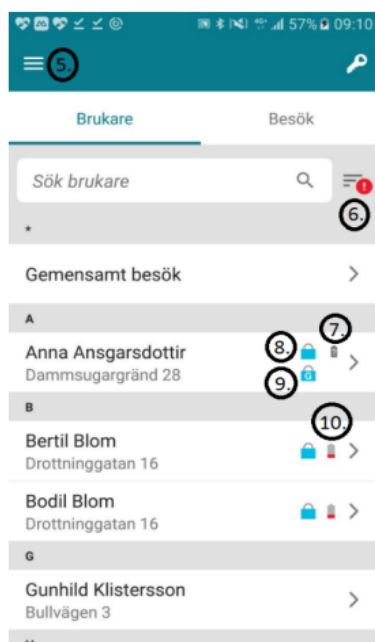 57% 09:10
5.
Brukare Besök
Sök brukare
6.
*
Gemensamt besök
A
7.
Anna Ansgarsdottir 8.
Dammsugargränd 28 9. G
B
10.
Bertil Blom
Drottninggatan 16
Bodil Blom
Drottninggatan 16
G
Gunhild Klistersson
Bullvägen 3